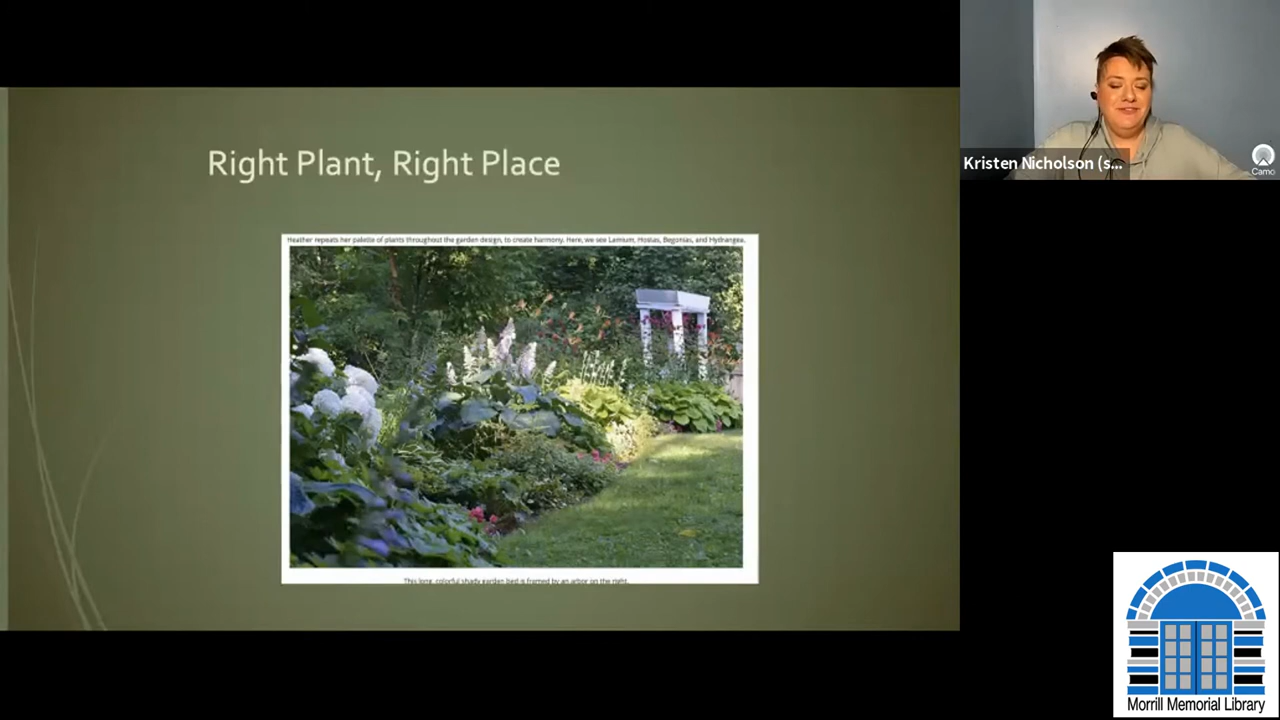 Right Plant, Right Place
Heather repeats her palette of plants throughout the garden design, to create harmony. Here, we see Lamium, Hostas, Begonias, and Hydrangea.
This long, colorful shady garden bed is framed by an arbor on the right.
Kristen Nicholson (s...
Camo
Morrill Memorial Library